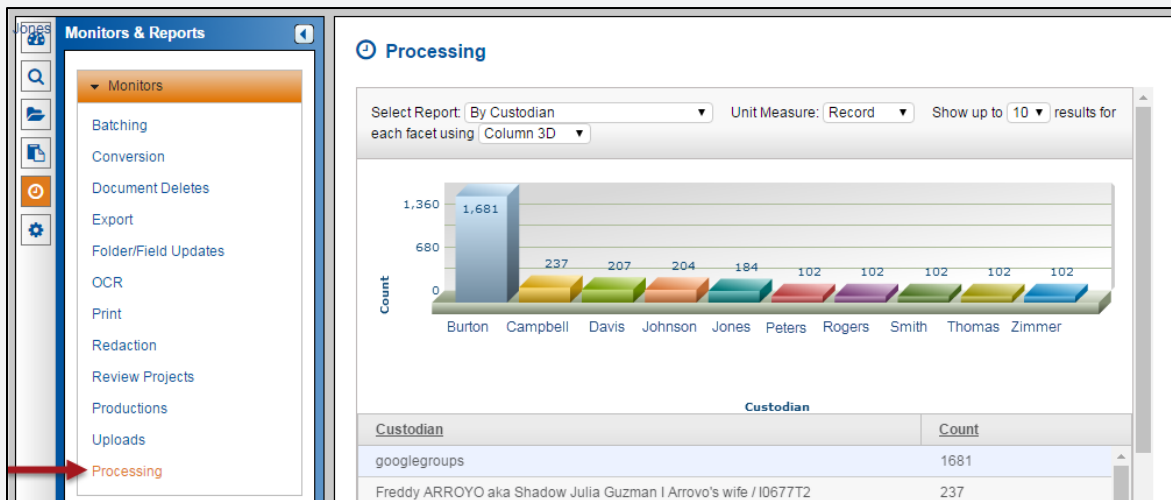 Jones
Monitors & Reports
Monitors
Batching
Conversion
Document Deletes
Export
Folder/Field Updates
OCR
Print
Redaction
Review Projects
Productions
Uploads
Processing
Processing
Select Report: By Custodian Unit Measure: Record Show up to 10 results for
each facet using Column 3D
1,360
680
0
Count
1,681
237
207
204
184
102
102
102
102
102
Burton Campbell Davis Johnson Jones Peters Rogers Smith Thomas Zimmer
Custodian
Custodian Count
googlegroups 1681
Freddy ARROYO aka Shadow Julia Guzman I Arrovo's wife / I0677T2 237